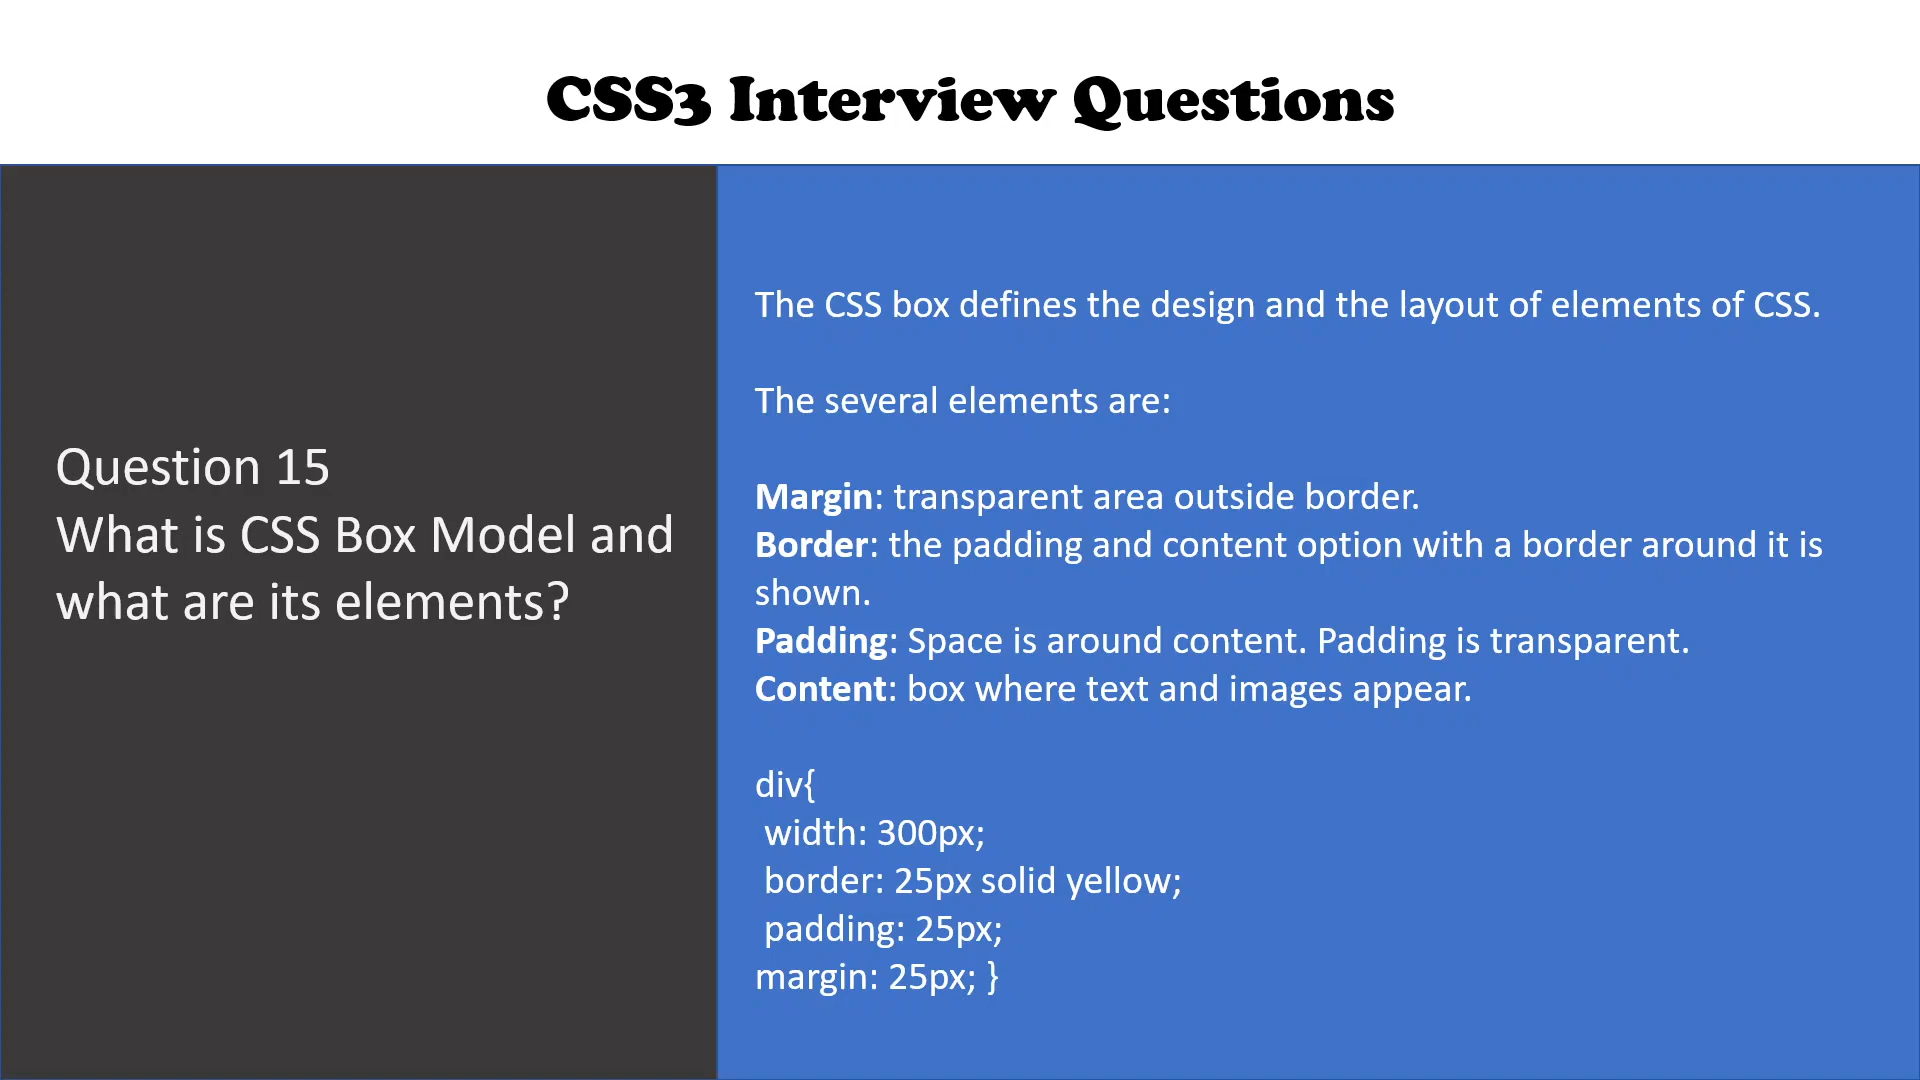 CSS3 Interview Questions
Question 15
What is CSS Box Model and
what are its elements?
The CSS box defines the design and the layout of elements of CSS.
The several elements are:
Margin: transparent area outside border.
Border: the padding and content option with a border around it is
shown.
Padding: Space is around content. Padding is transparent.
Content: box where text and images appear.
div{
width: 300px;
border: 25px solid yellow;
padding: 25px;
margin: 25px; }